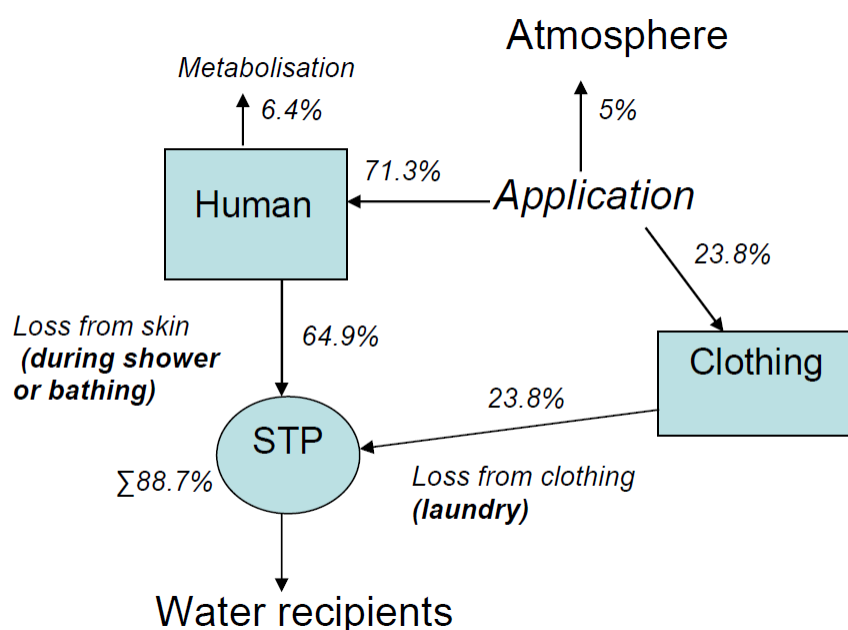 Atmosphere
Metabolisation
6.4%
5%
71.3%
Human
Application
23.8%
Loss from skin
(during shower
or bathing)
64.9%
Clothing
23.8%
STP
∑88.7%
Loss from clothing
(laundry)
Water recipients